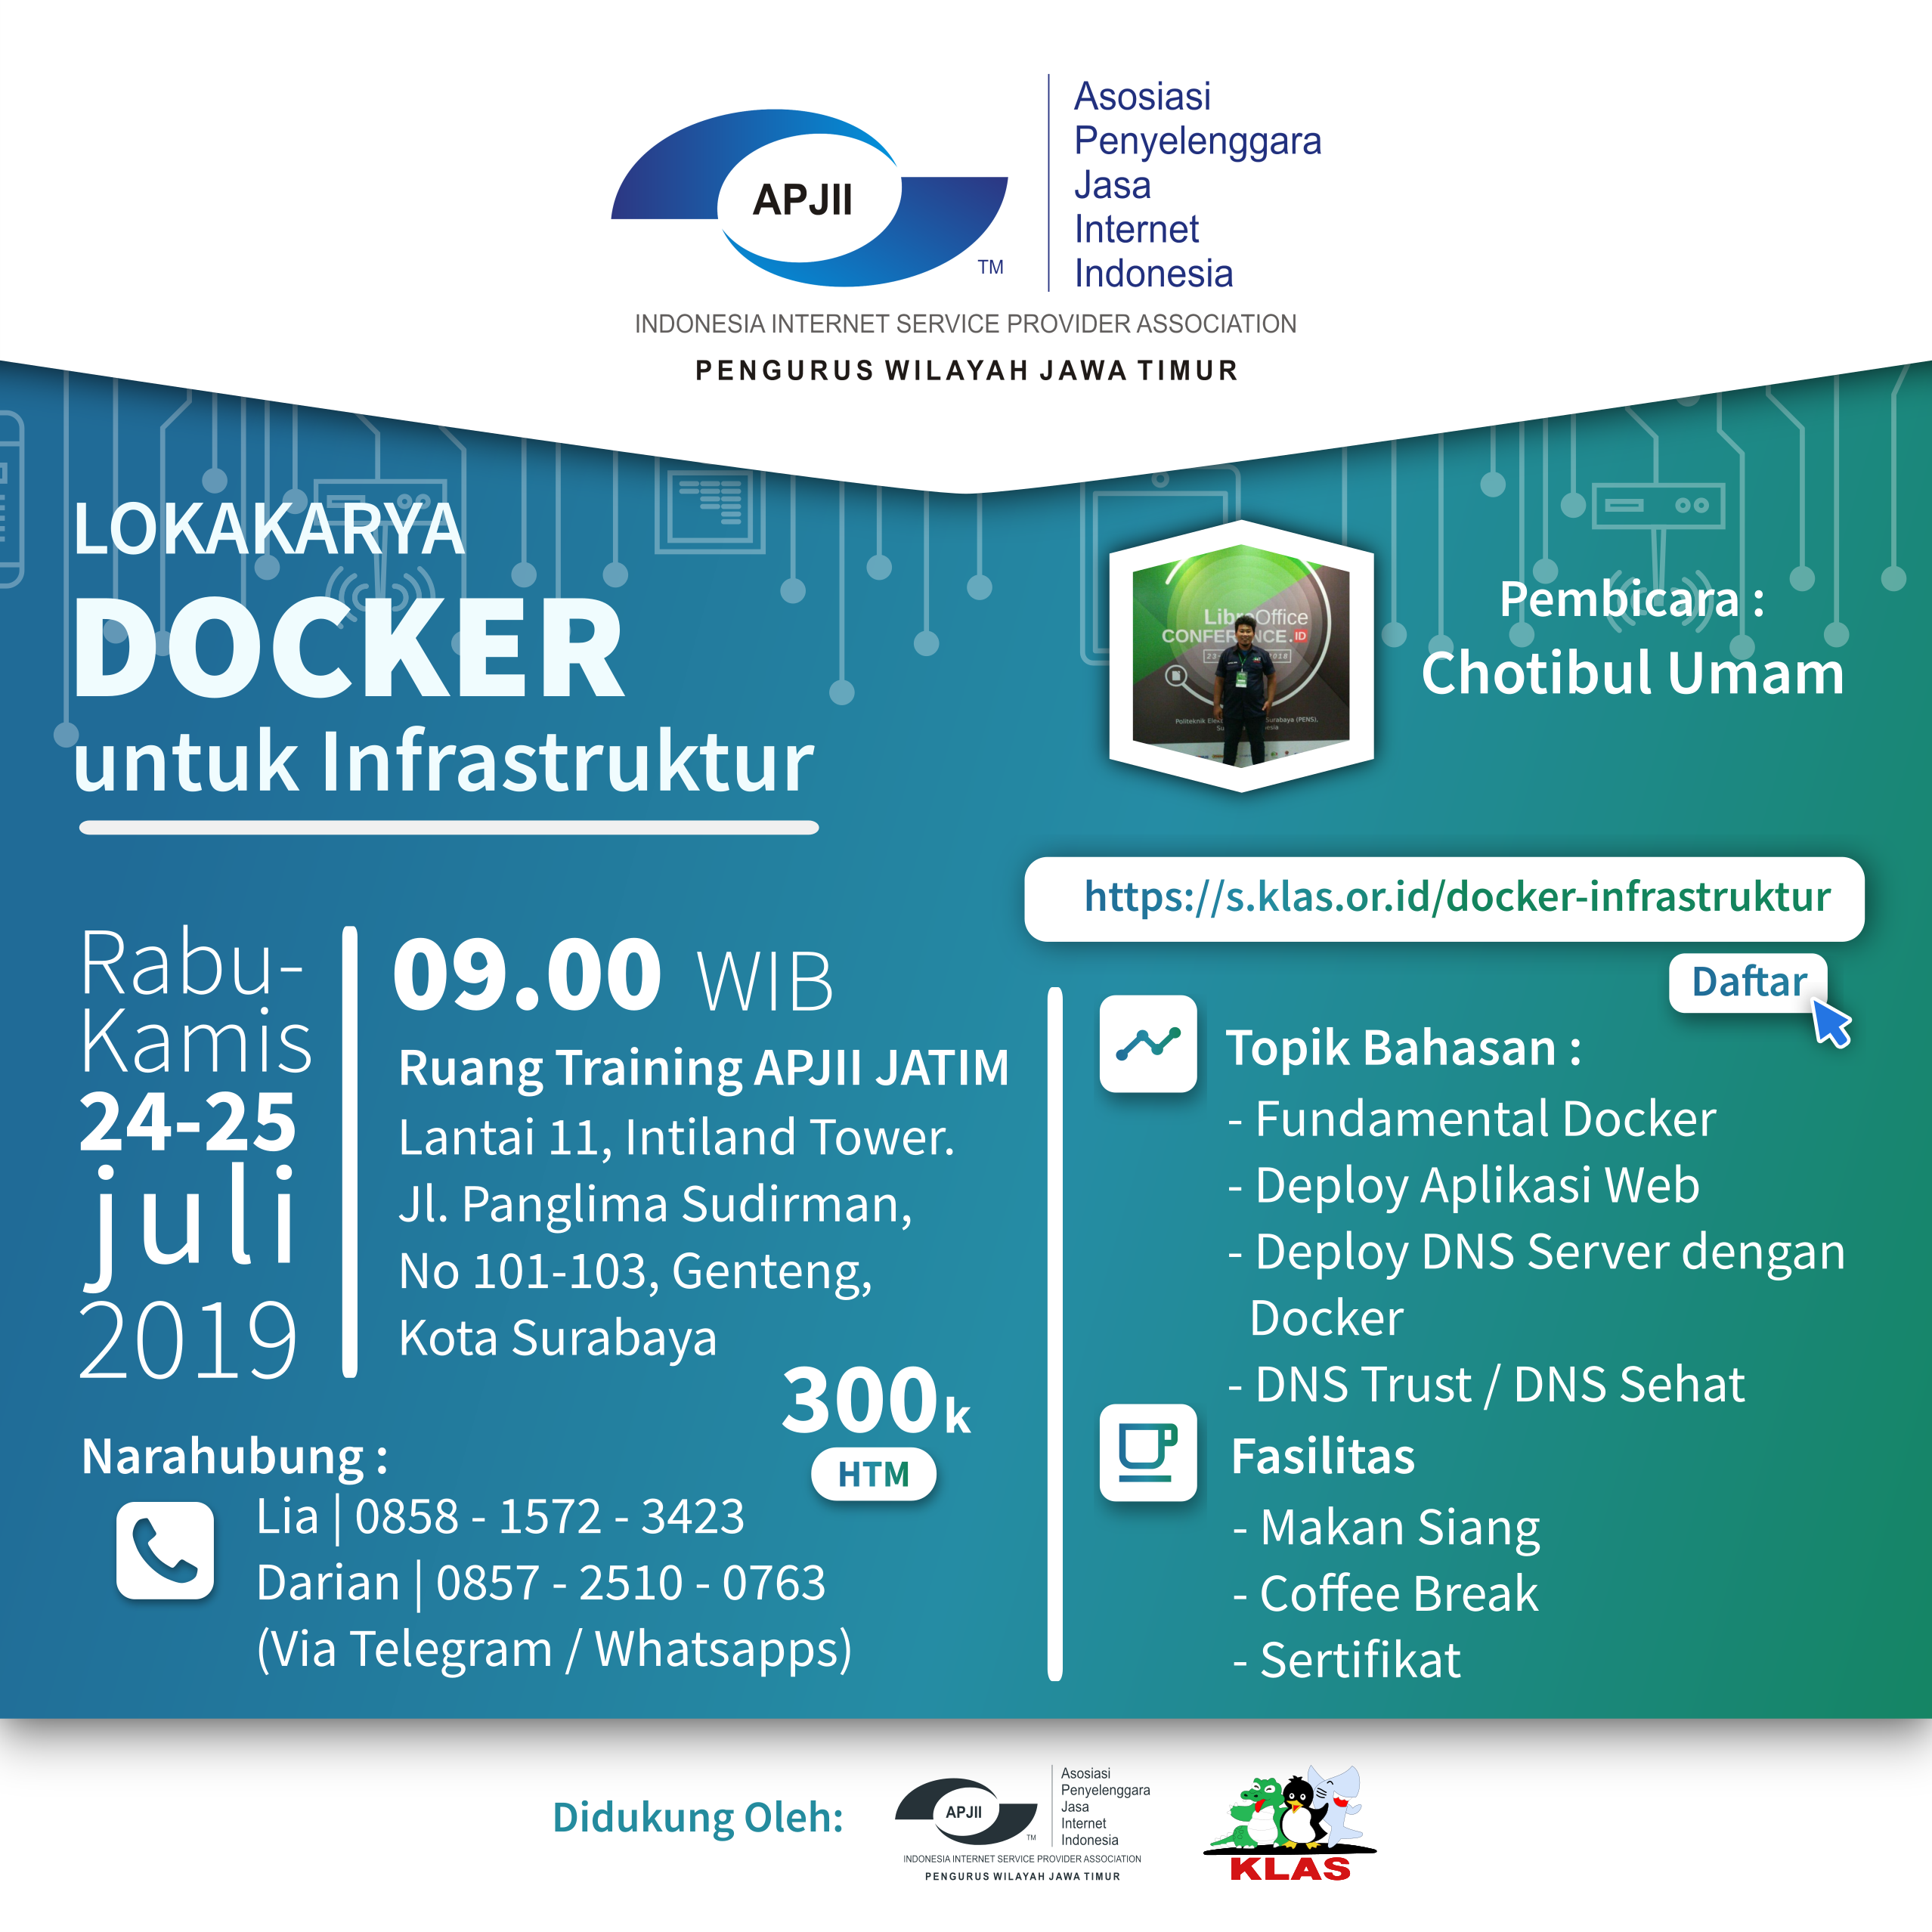 APJII
TM
Asosiasi
Penyelenggara
Jasa
Internet
Indonesia
INDONESIA INTERNET SERVICE PROVIDER ASSOCIATION
PENGURUS WILAYAH JAWA TIMUR
LOKAKARYA
DOCKER
untuk Infrastruktur
LibreOffice
CONFERENCE.ID
Pembicara :
Chotibul Umam
https://s.klas.or.id/docker-infrastruktur
Daftar
Rabu-
Kamis
24-25
juli
2019
09.00 WIB
Ruang Training APJII JATIM
Lantai 11, Intiland Tower.
Jl. Panglima Sudirman,
No 101-103, Genteng,
Kota Surabaya
300k
HTM
Narahubung :
Lia | 0858 - 1572 - 3423
Darian | 0857 - 2510 - 0763
(Via Telegram / Whatsapps)
Topik Bahasan :
- Fundamental Docker
- Deploy Aplikasi Web
- Deploy DNS Server dengan
Docker
- DNS Trust / DNS Sehat
Fasilitas
- Makan Siang
- Coffee Break
- Sertifikat
Didukung Oleh:
APJII
TM
Asosiasi
Penyelenggara
Jasa
Internet
Indonesia
INDONESIA INTERNET SERVICE PROVIDER ASSOCIATION
PENGURUS WILAYAH JAWA TIMUR
KLAS